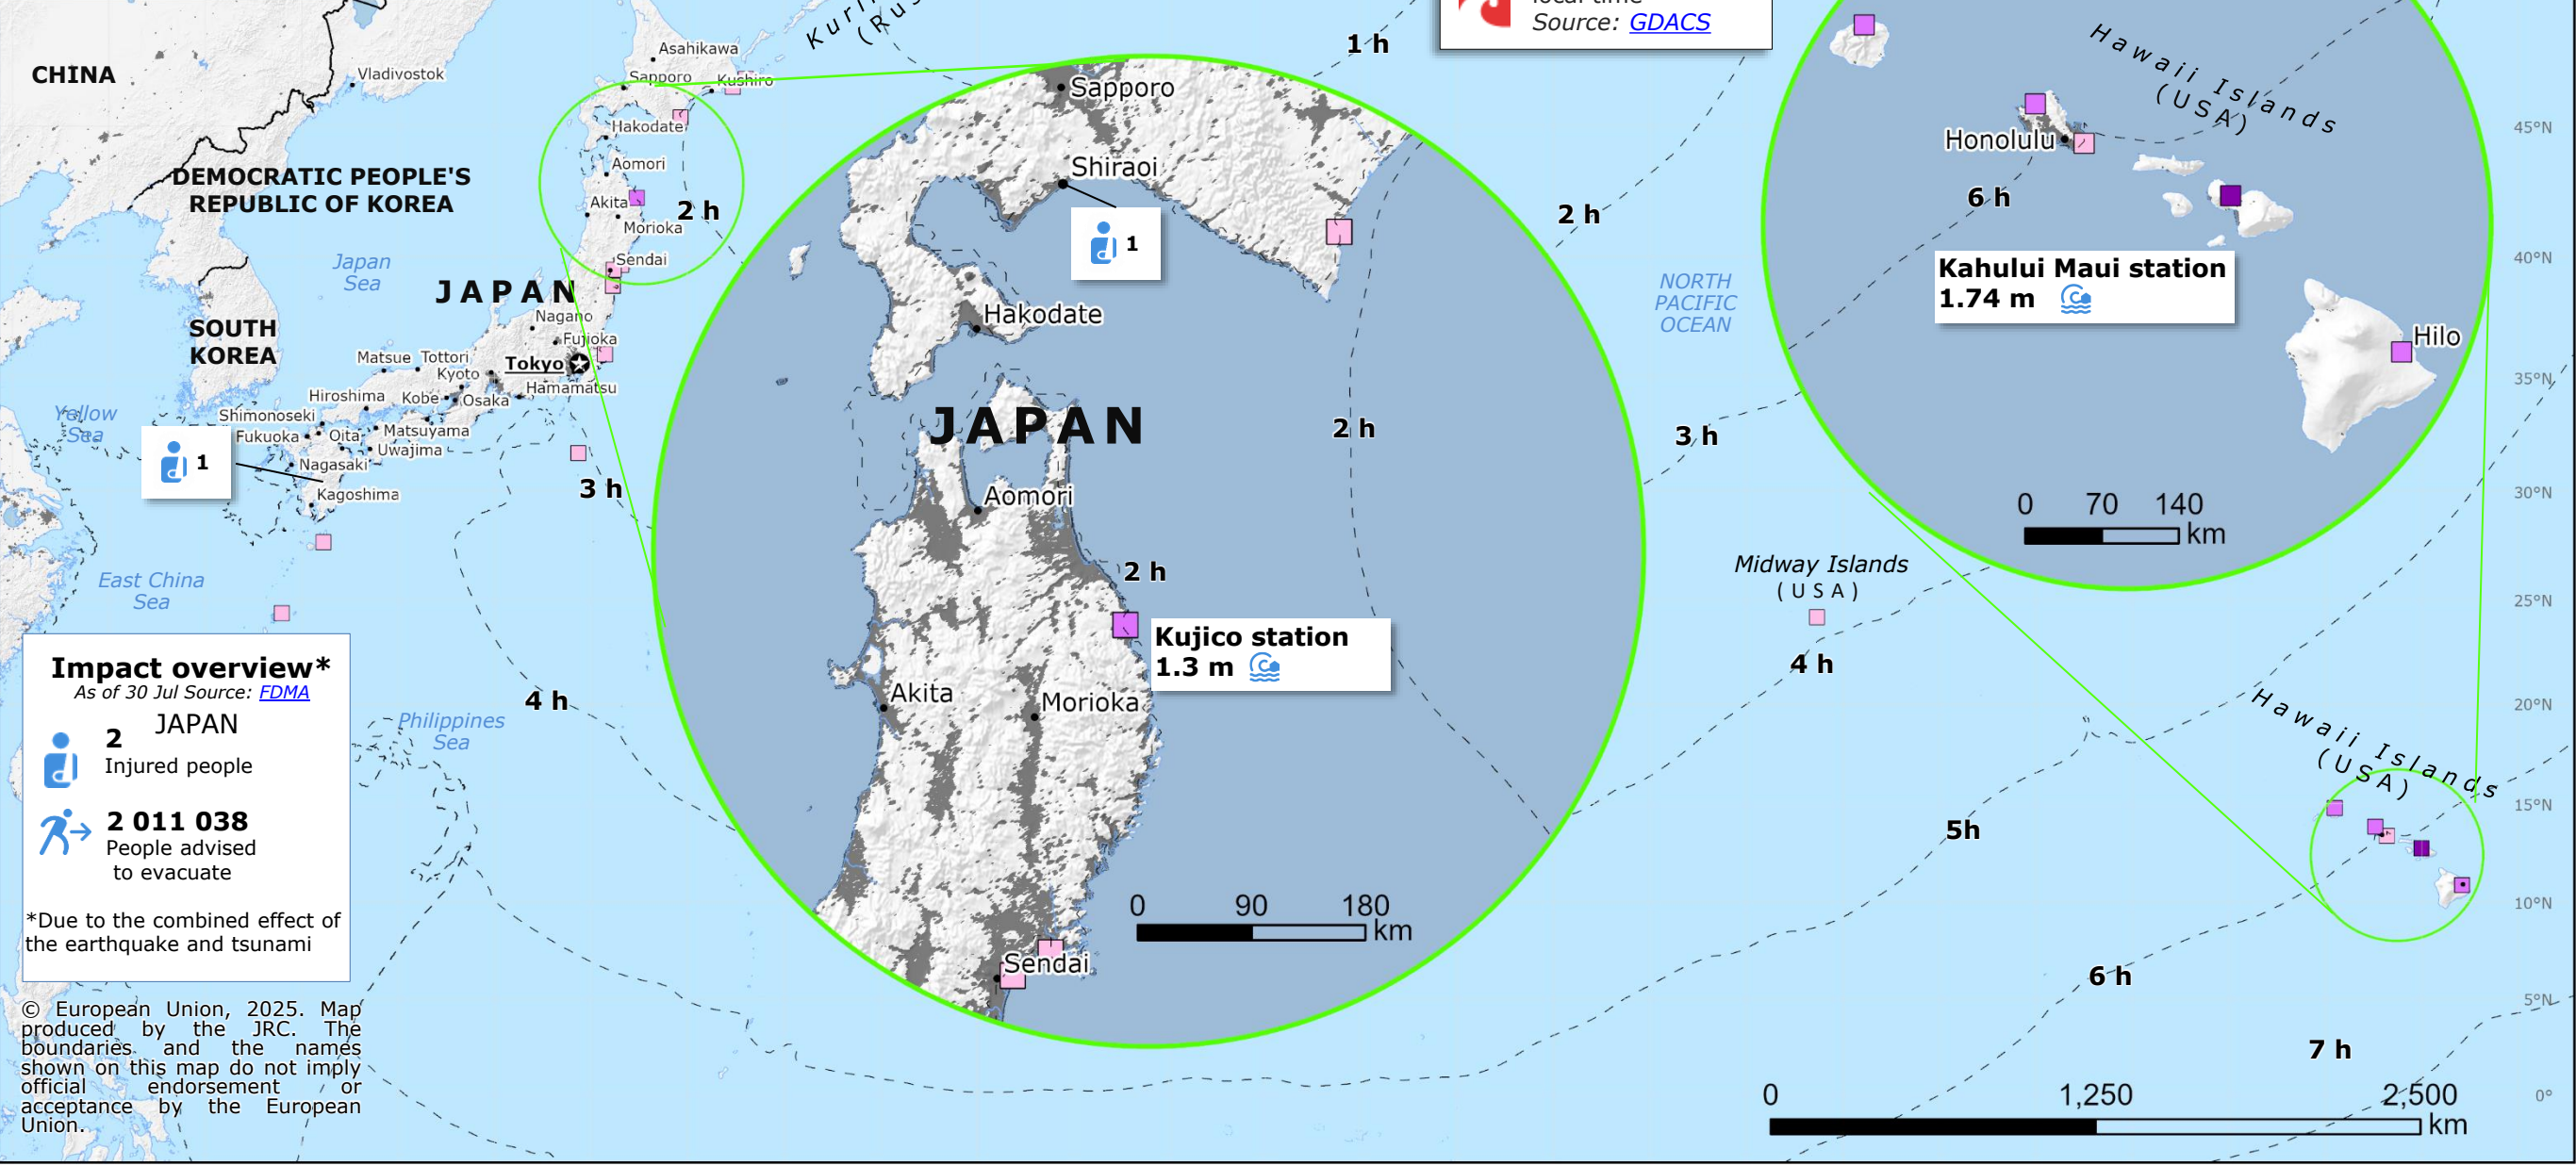 local time
Source: GDACS
CHINA
Vladivostok
Asahikawa
Sapporo
Kushiro
Hakodate
Aomori
Akita
Morioka
Sendai
2 h
DEMOCRATIC PEOPLE'S
REPUBLIC OF KOREA
Japan
Sea
JAPAN
SOUTH
KOREA
Nagano
Fujioka
Tokyo
Matsue
Tottori
Kyoto
Hamamatsu
Hiroshima
Kobe
Osaka
Shimonoseki
Fukuoka
Oita
Matsuyama
Uwajima
Nagasaki
Kagoshima
Yellow
Sea
1
3 h
East China
Sea
Philippines
Sea
4 h
Sapporo
Shiraoi
1
Hakodate
JAPAN
Aomori
2 h
2 h
Kujico station
1.3 m
Akita
Morioka
Sendai
0 90 180
km
1 h
2 h
NORTH
PACIFIC
OCEAN
3 h
Midway Islands
(USA)
4 h
5h
6 h
7 h
Hawaii Islands
(USA)
Honolulu
6 h
Kahului Maui station
1.74 m
Hilo
0 70 140
km
Hawaii Islands
(USA)
45°N
40°N
35°N
30°N
25°N
20°N
15°N
10°N
5°N
0°
0 1,250 2,500
km
Impact overview*
As of 30 Jul Source: FDMA
JAPAN
2
Injured people
2 011 038
People advised
to evacuate
*Due to the combined effect of
the earthquake and tsunami
© European Union, 2025. Map
produced by the JRC. The
boundaries and the names
shown on this map do not imply
official endorsement or
acceptance by the European
Union.